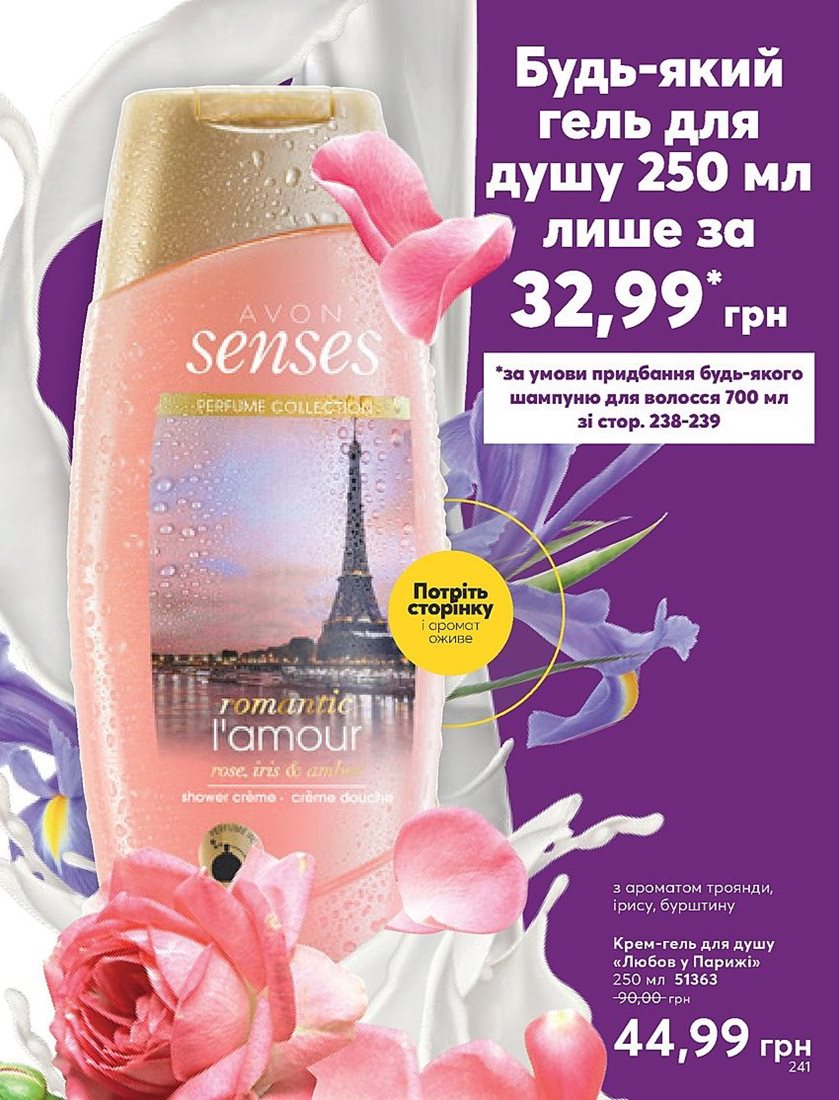 Будь-який
гель для
душу 250 мл
лише за
32,99* грн
*за умови придбання будь-якого
шампуню для волосся 700 мл
зі стор. 238-239
AVON
senses
PERFUME COLLECTION
Потріть
сторінку
і аромат
оживе
romantic
l'amour
rose, iris & amber
shower crème - crème douche
з ароматом троянди,
ірису, бурштину
Крем-гель для душу
«Любов у Парижі»
250 мл 51363
90,00 грн
44,99 грн
241